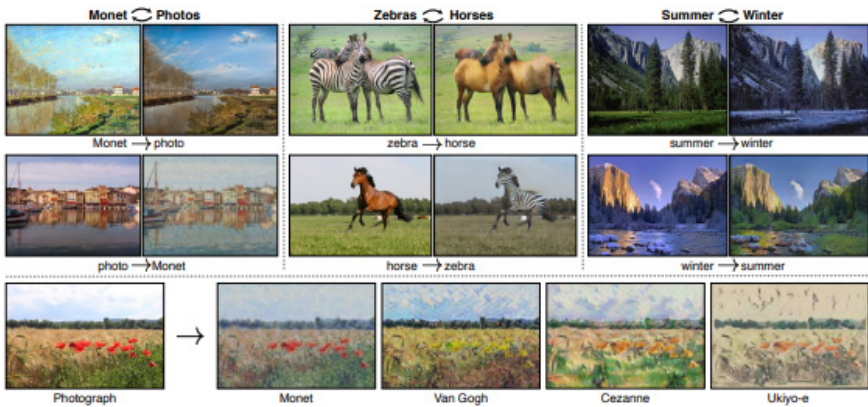 Monet ⟳ Photos
Zebras ⟳ Horses
Summer ⟳ Winter
Monet → photo
zebra → horse
summer → winter
photo → Monet
horse → zebra
winter → summer
Photograph
Monet
Van Gogh
Cezanne
Ukiyo-e